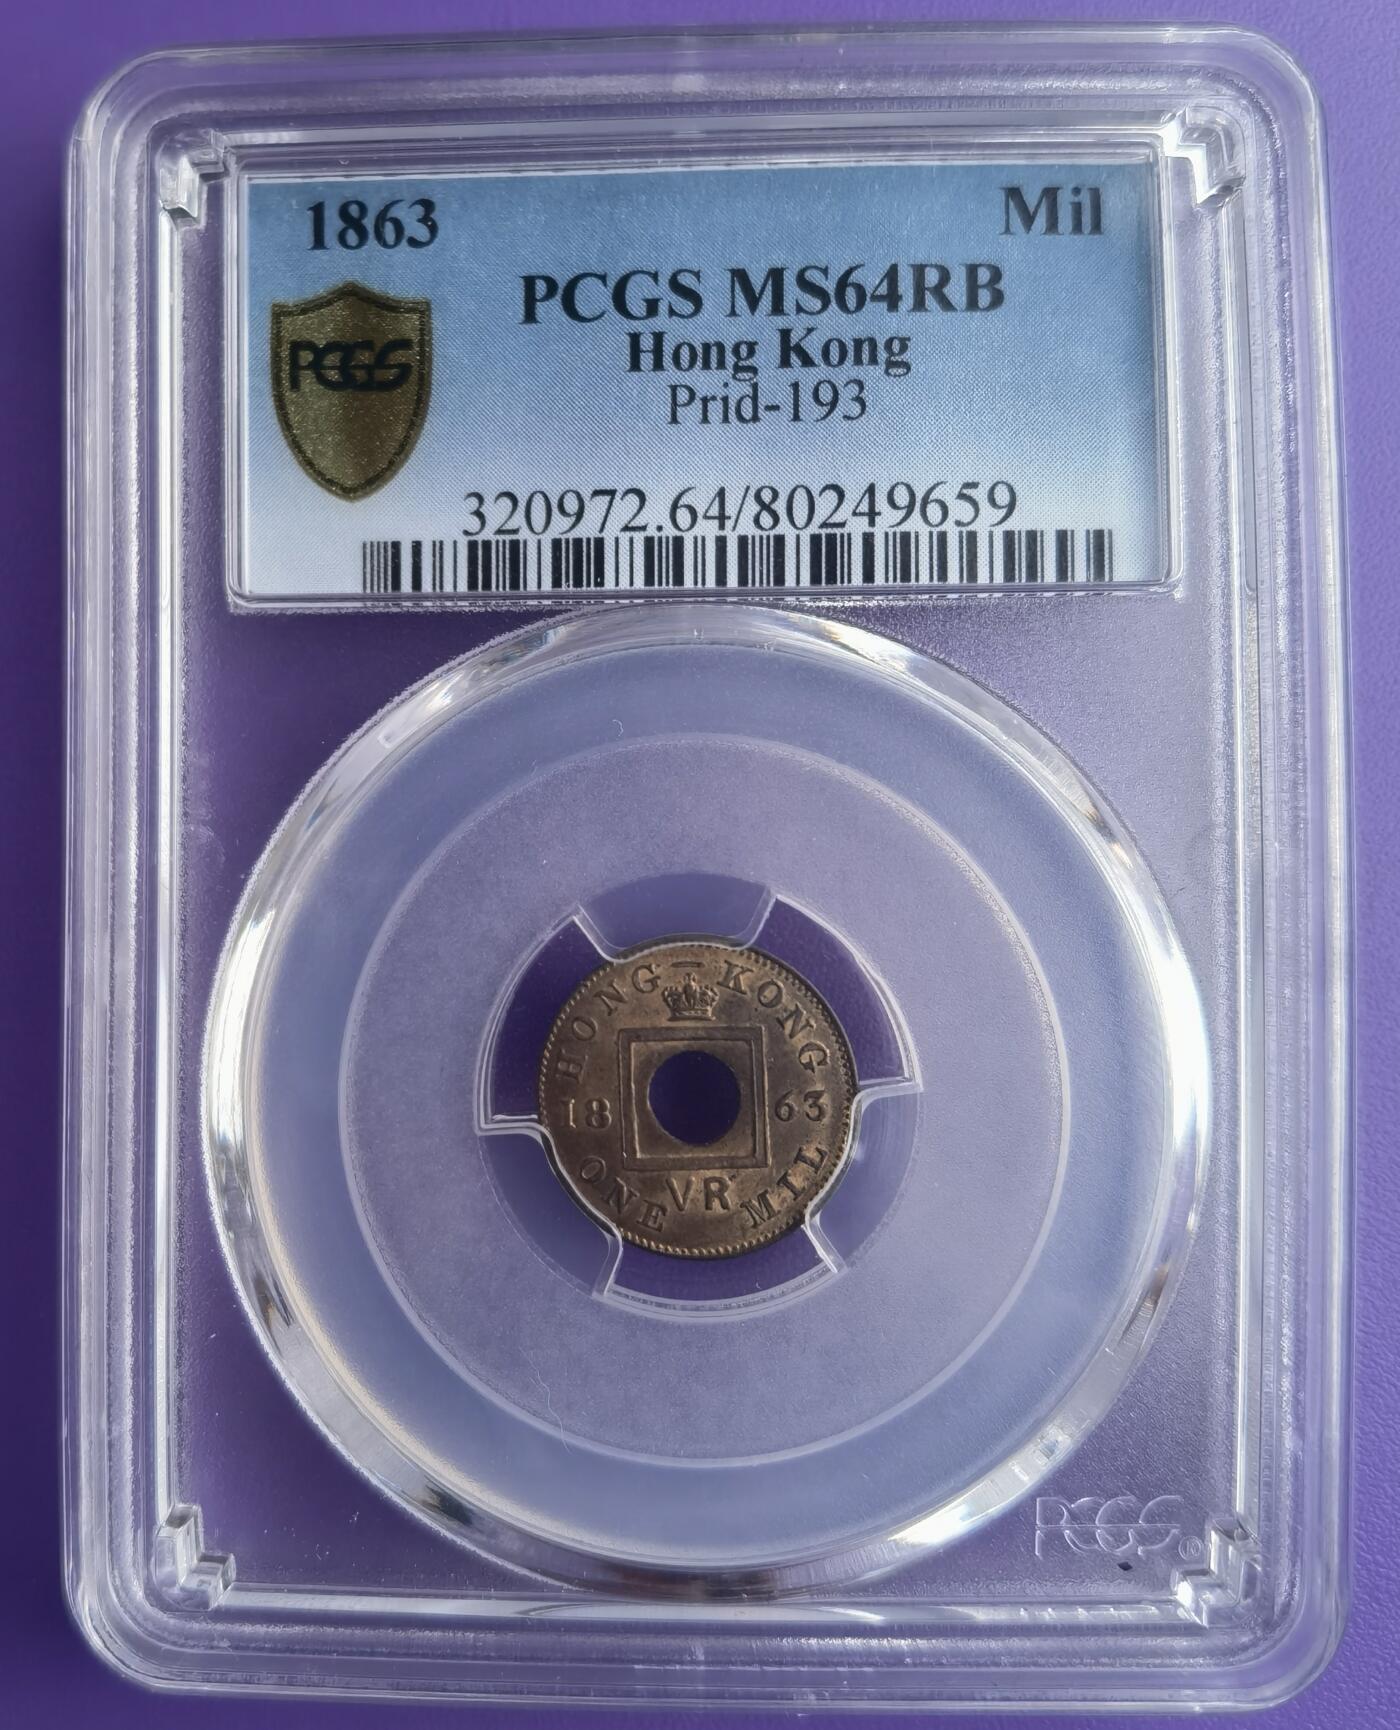 1863 Mil
PCGS MS64RB
Hong Kong
PCGS
Prid-193
320972.64/80249659
HONG-KONG
18 63
VR
ONE MIL
PCGS®